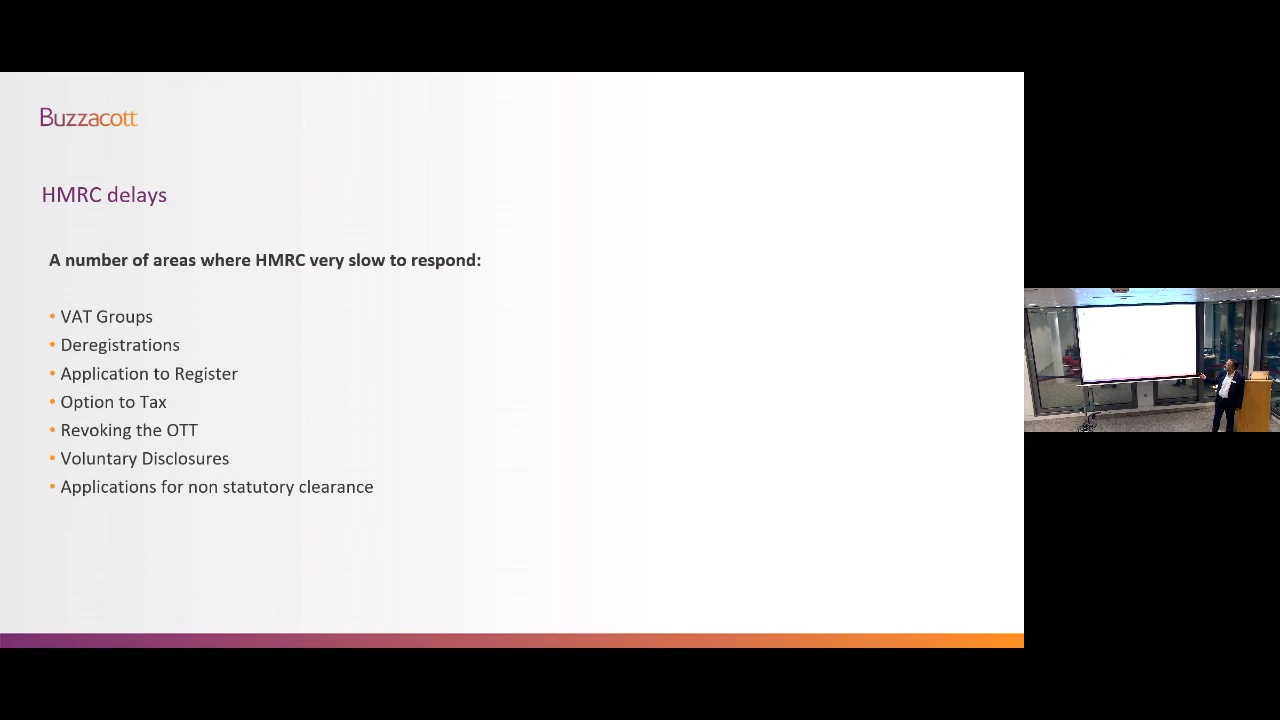 Buzzacott
HMRC delays
A number of areas where HMRC very slow to respond:
• VAT Groups
• Deregistrations
• Application to Register
• Option to Tax
• Revoking the OTT
• Voluntary Disclosures
• Applications for non statutory clearance